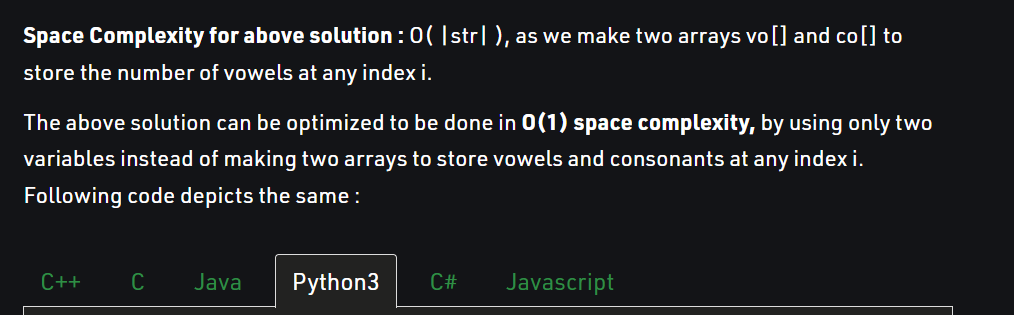 Space Complexity for above solution : O( |str| ), as we make two arrays vo[] and co[] to
store the number of vowels at any index i.
The above solution can be optimized to be done in O(1) space complexity, by using only two
variables instead of making two arrays to store vowels and consonants at any index i.
Following code depicts the same :
C++ C Java Python3 C# Javascript